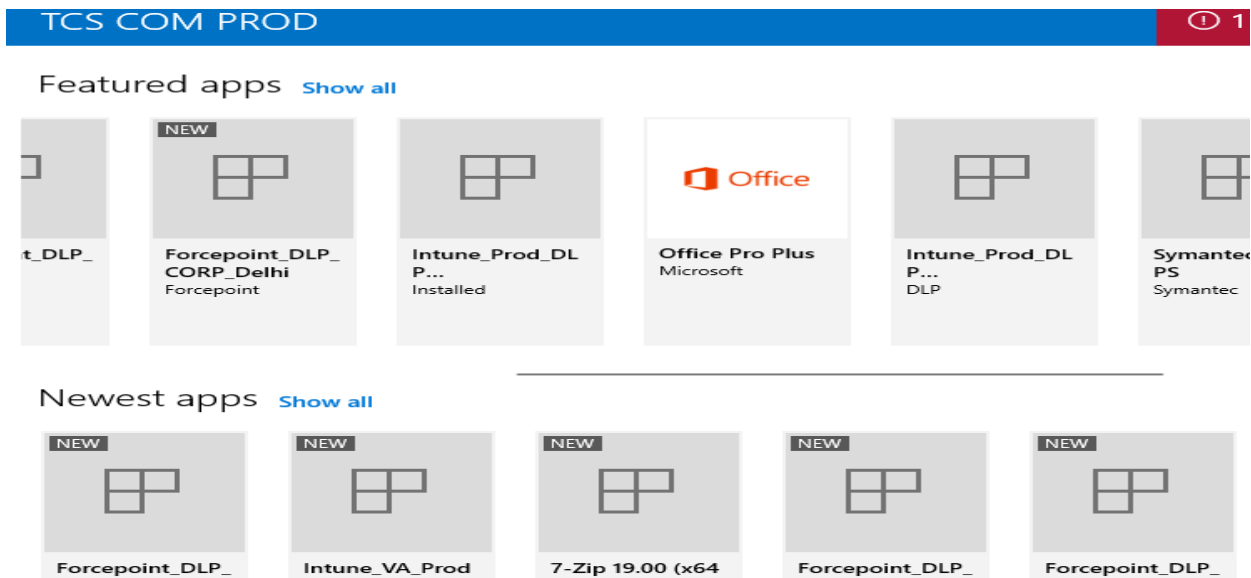 TCS COM PROD
1
Featured apps Show all
NEW
Office
t_DLP_
Forcepoint_DLP_
CORP_Delhi
Forcepoint
Intune_Prod_DL
P...
Installed
Office Pro Plus
Microsoft
Intune_Prod_DL
P...
DLP
Symantec
PS
Symantec
Newest apps Show all
NEW
NEW
NEW
NEW
NEW
Forcepoint_DLP_
Intune_VA_Prod
7-Zip 19.00 (x64
Forcepoint_DLP_
Forcepoint_DLP_